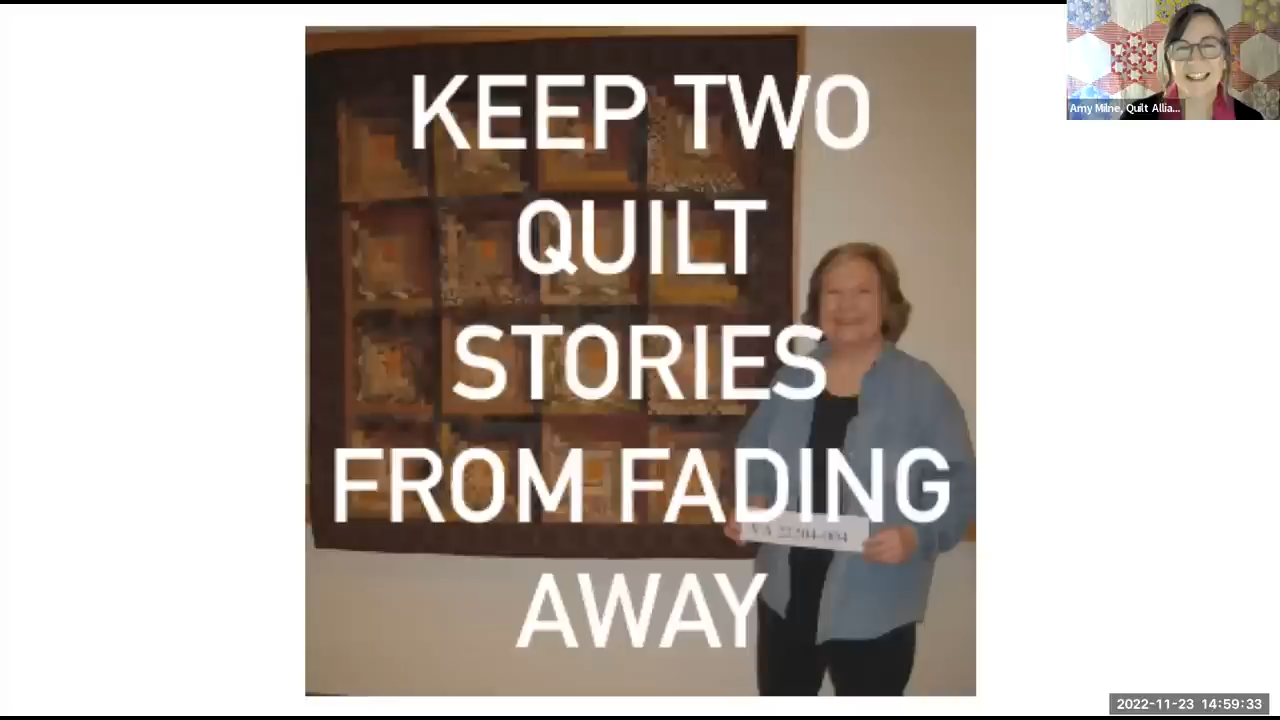 KEEP TWO
QUILT
STORIES
FROM FADING
AWAY
Amy Milne, Quilt Allia...
2022-11-23 14:59:33